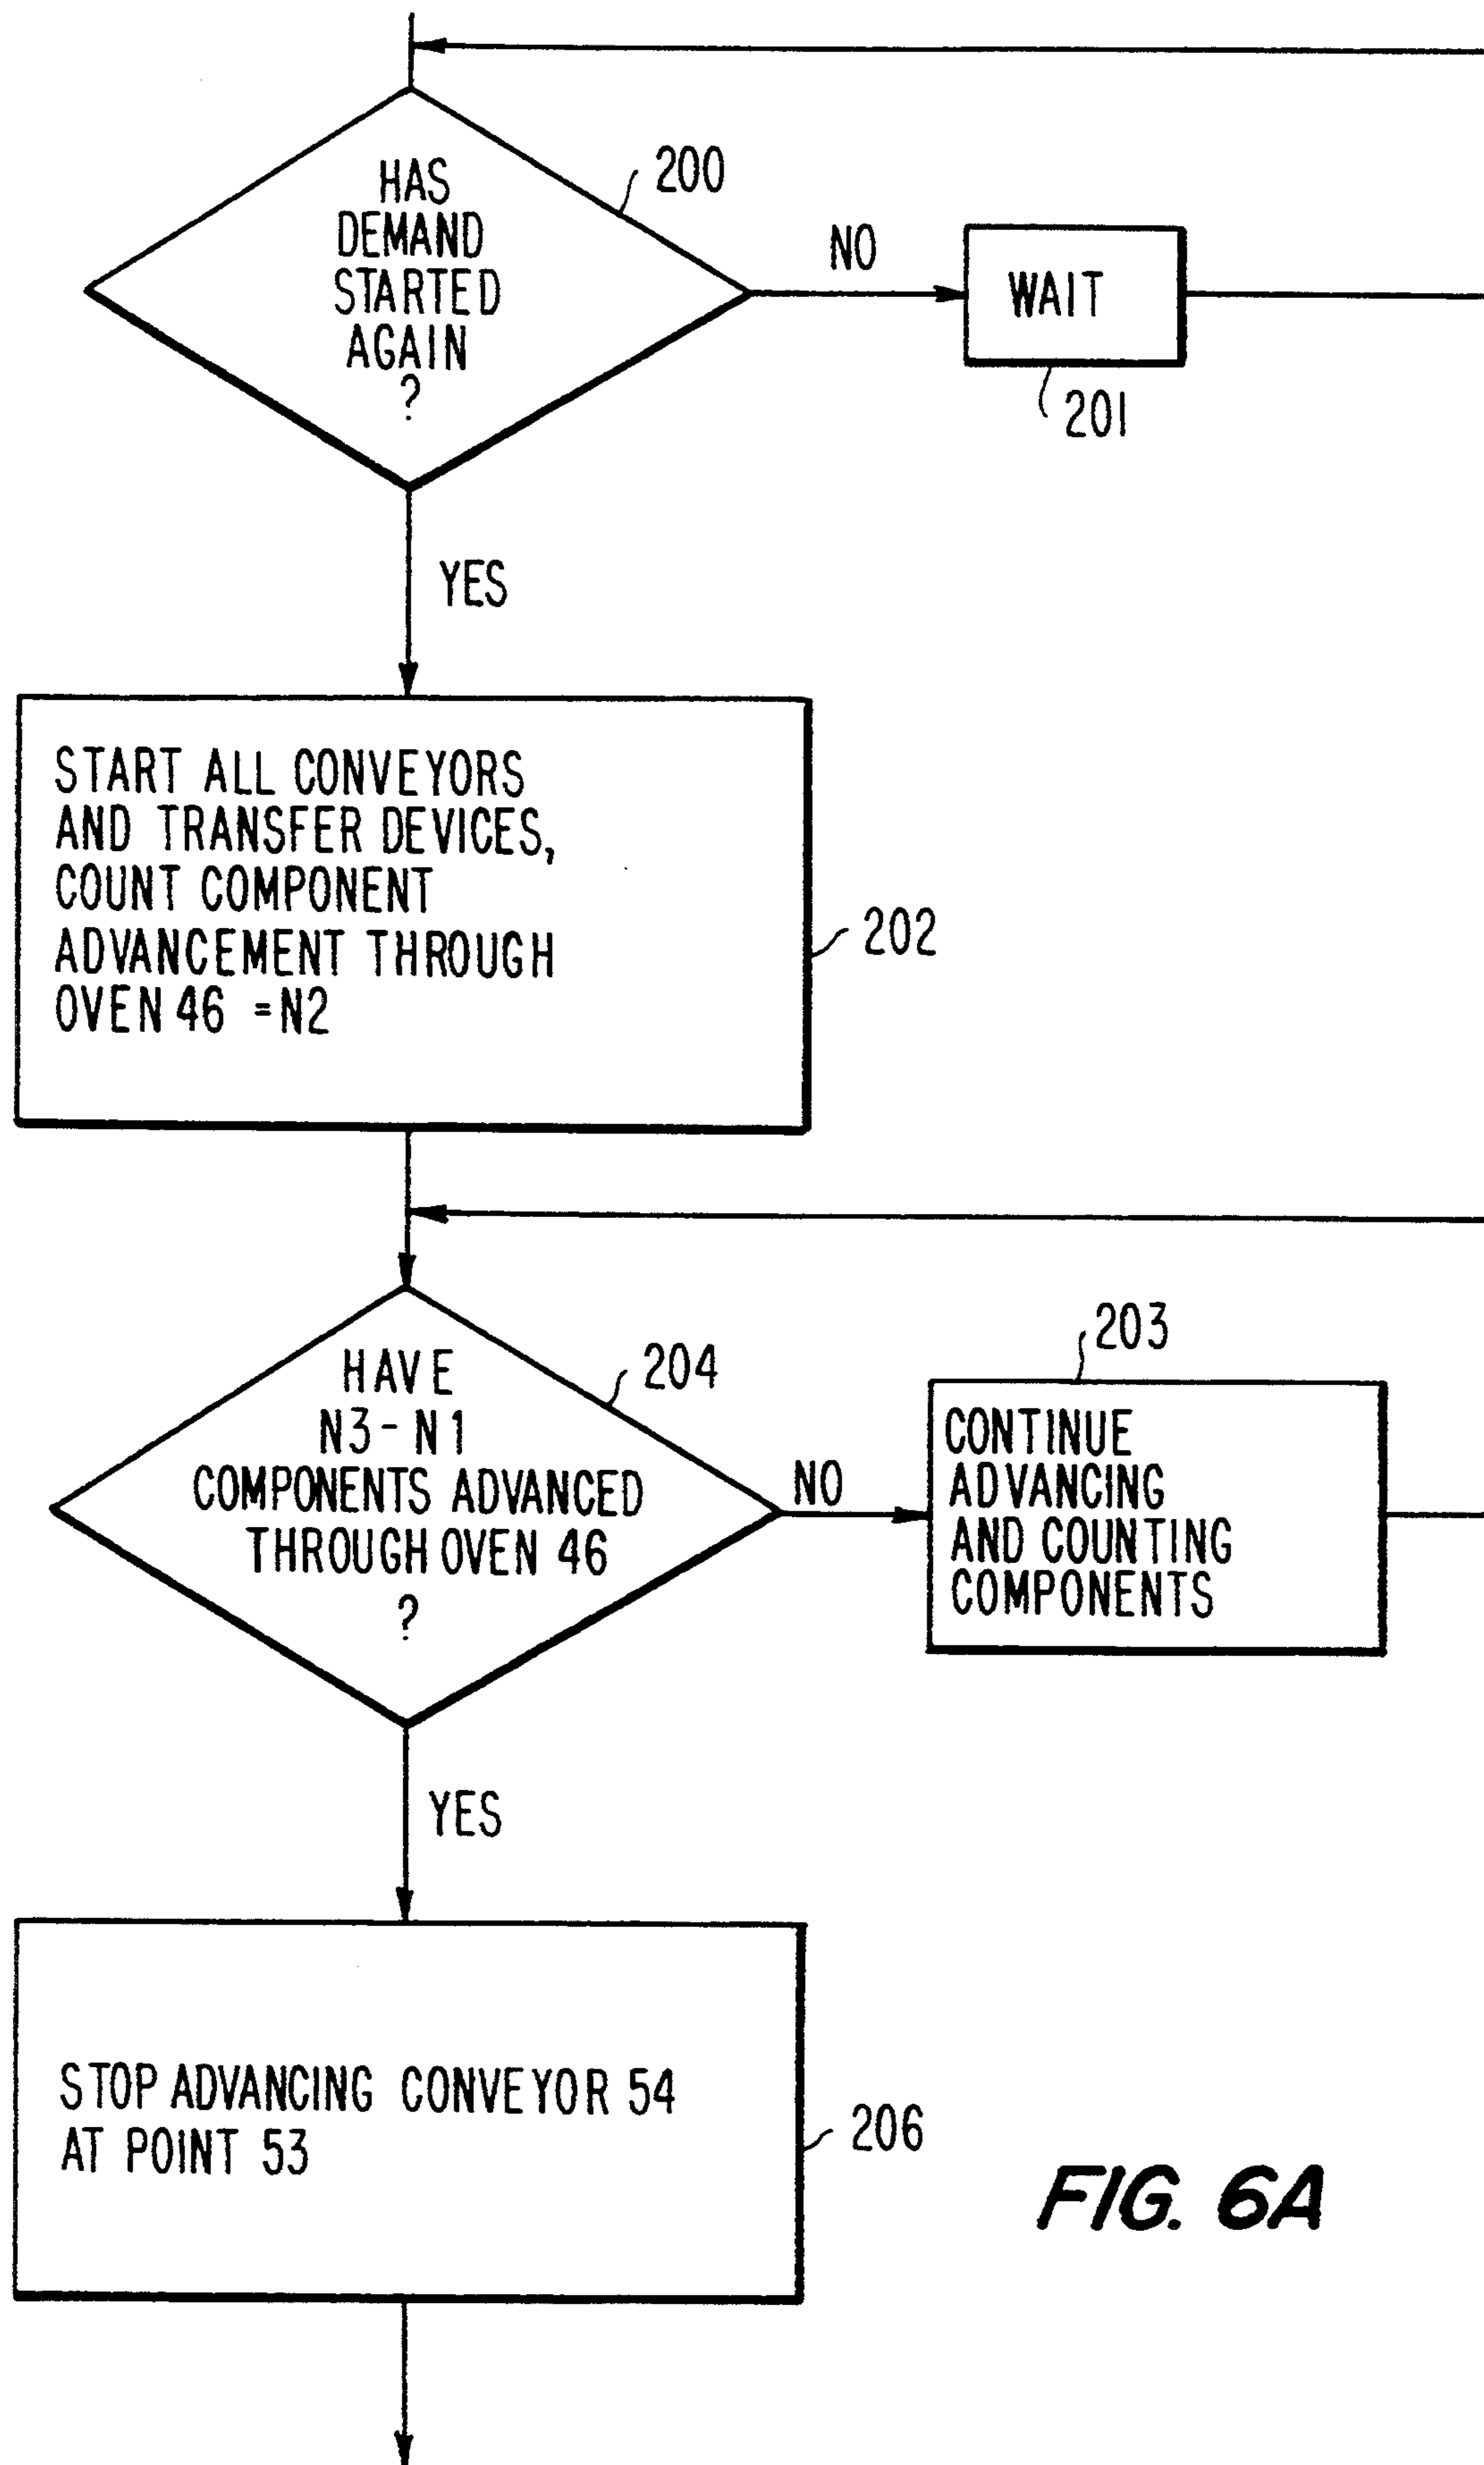 HAS
DEMAND
STARTED
AGAIN
?
200
NO
WAIT
201
YES
START ALL CONVEYORS
AND TRANSFER DEVICES,
COUNT COMPONENT
ADVANCEMENT THROUGH
OVEN 46 =N2
202
HAVE
N3-N1
COMPONENTS ADVANCED
THROUGH OVEN 46
?
204
NO
203
CONTINUE
ADVANCING
AND COUNTING
COMPONENTS
YES
STOP ADVANCING CONVEYOR 54
AT POINT 53
206
FIG. 6A